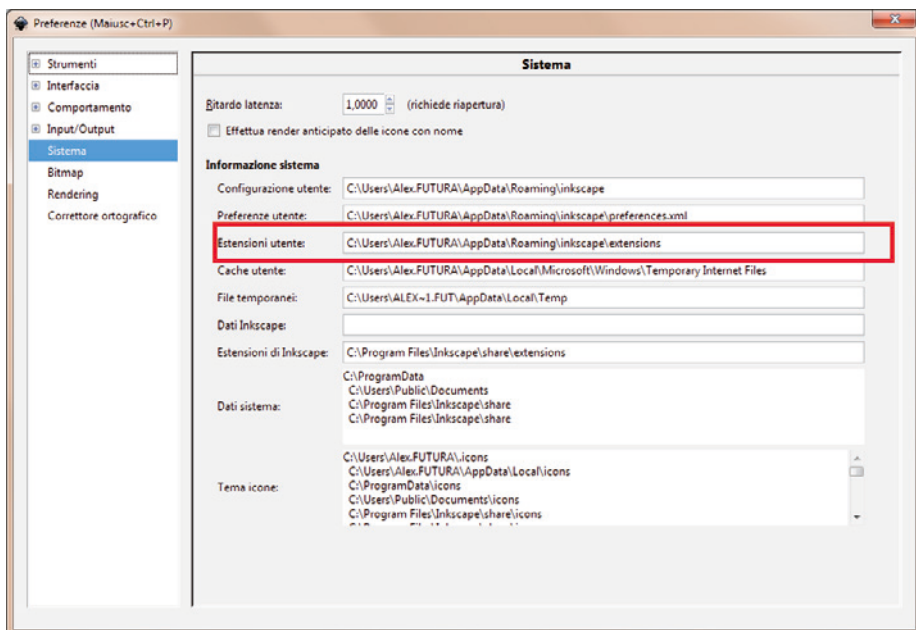 Preferenze (Maiusc+Ctrl+P)
Strumenti
Interfaccia
Comportamento
Input/Output
Sistema
Bitmap
Rendering
Correttore ortografico
Sistema
Ritardo latenza: 1,0000 (richiede riapertura)
Effettua render anticipato delle icone con nome
Informazione sistema
Configurazione utente: C:\Users\Alex.FUTURA\AppData\Roaming\inkscape
Preferenze utente: C:\Users\Alex.FUTURA\AppData\Roaming\inkscape\preferences.xml
Estensioni utente: C:\Users\Alex.FUTURA\AppData\Roaming\inkscape\extensions
Cache utente: C:\Users\Alex.FUTURA\AppData\Local\Microsoft\Windows\Temporary Internet Files
File temporanei: C:\Users\ALEX~1.FUT\AppData\Local\Temp
Dati Inkscape:
Estensioni di Inkscape: C:\Program Files\Inkscape\share\extensions
Dati sistema:
C:\ProgramData
C:\Users\Public\Documents
C:\Program Files\Inkscape\share
C:\Program Files\Inkscape\share
Tema icone:
C:\Users\Alex.FUTURA\.icons
C:\Users\Alex.FUTURA\AppData\Local\icons
C:\ProgramData\icons
C:\Users\Public\Documents\icons
C:\Program Files\Inkscape\share\icons